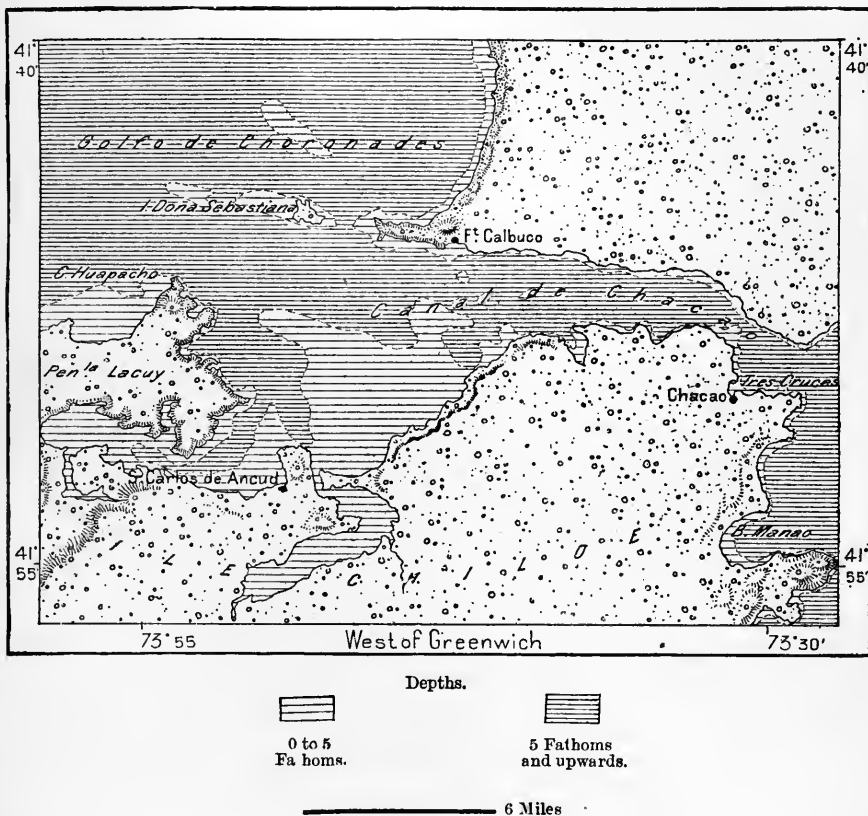 41° 40'
41° 40'
Golfo de Choronades
I. Doña Sebastiana
Ft. Calbuco
C. Huapacho
Canal de Chacao
Penla Lacuy
Tres Cruces
Chacao
S. Carlos de Ancud
B. Manao
ILE CHILOE
41° 55'
41° 55'
73° 55
West of Greenwich
73° 30'
Depths.
0 to 5
Fa homs.
5 Fathoms
and upwards.
6 Miles